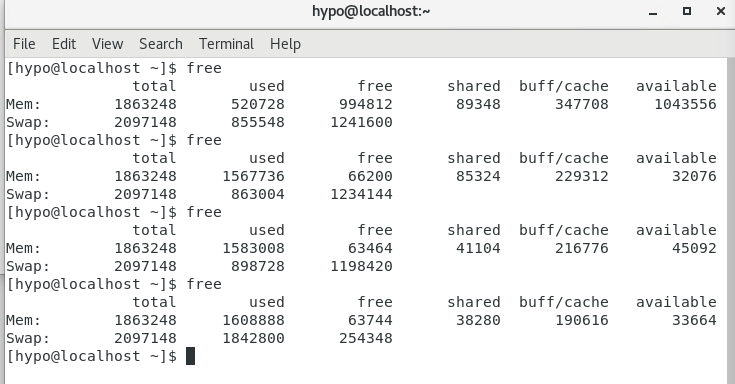 hypo@localhost:~
File Edit View Search Terminal Help
[hypo@localhost ~]$ free
total used free shared buff/cache available
Mem: 1863248 520728 994812 89348 347708 1043556
Swap: 2097148 855548 1241600
[hypo@localhost ~]$ free
total used free shared buff/cache available
Mem: 1863248 1567736 66200 85324 229312 32076
Swap: 2097148 863004 1234144
[hypo@localhost ~]$ free
total used free shared buff/cache available
Mem: 1863248 1583008 63464 41104 216776 45092
Swap: 2097148 898728 1198420
[hypo@localhost ~]$ free
total used free shared buff/cache available
Mem: 1863248 1608888 63744 38280 190616 33664
Swap: 2097148 1842800 254348
[hypo@localhost ~]$